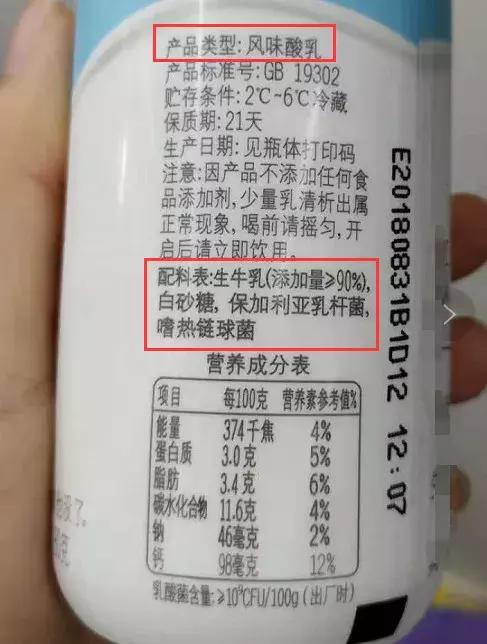 产品类型: 风味酸乳
产品标准号: GB 19302
贮存条件: 2℃~6℃冷藏
保质期: 21天
生产日期: 见瓶体打印码
注意: 因产品不添加任何食
品添加剂, 少量乳清析出属
正常现象, 喝前请摇匀, 开
启后请立即饮用。
配料表: 生牛乳(添加量≥90%),
白砂糖, 保加利亚乳杆菌,
嗜热链球菌
营养成分表
项目 每100克 营养素参考值%
能量 374千焦 4%
蛋白质 3.0克 5%
脂肪 3.4克 6%
碳水化合物 11.6克 4%
钠 46毫克 2%
钙 98毫克 12%
乳酸菌含量: ≥10⁹CFU/100g (出厂时)
E20180831B1D12 12:07
了。
克